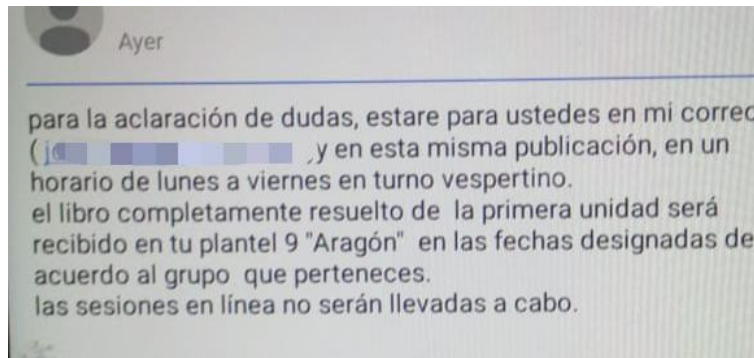 Ayer
para la aclaración de dudas, estare para ustedes en mi correo
( ,y en esta misma publicación, en un
horario de lunes a viernes en turno vespertino.
el libro completamente resuelto de la primera unidad será
recibido en tu plantel 9 "Aragón" en las fechas designadas de
acuerdo al grupo que perteneces.
las sesiones en línea no serán llevadas a cabo.